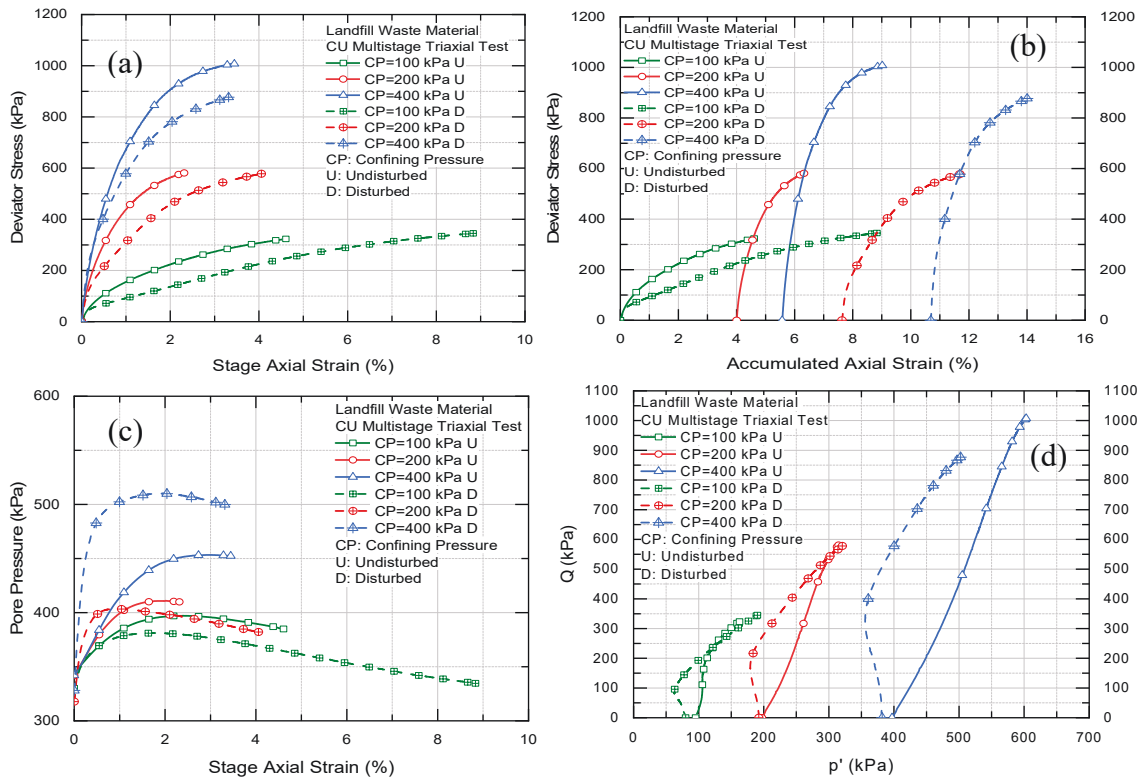 (a)
Landfill Waste Material
CU Multistage Triaxial Test
CP=100 kPa U
CP=200 kPa U
CP=400 kPa U
CP=100 kPa D
CP=200 kPa D
CP=400 kPa D
CP: Confining Pressure
U: Undisturbed
D: Disturbed
Deviator Stress (kPa)
1200
1000
800
600
400
200
0
0 2 4 6 8 10
Stage Axial Strain (%)
(b)
Landfill Waste Material
CU Multistage Triaxial Test
CP=100 kPa U
CP=200 kPa U
CP=400 kPa U
CP=100 kPa D
CP=200 kPa D
CP=400 kPa D
CP: Confining pressure
U: Undisturbed
D: Disturbed
Deviator Stress (kPa)
1200 1200
1000 1000
800 800
600 600
400 400
200 200
0 0
0 2 4 6 8 10 12 14 16
Accumulated Axial Strain (%)
(c)
Landfill Waste Material
CU Multistage Triaxial Test
CP=100 kPa U
CP=200 kPa U
CP=400 kPa U
CP=100 kPa D
CP=200 kPa D
CP=400 kPa D
CP: Confining Pressure
U: Undisturbed
D: Disturbed
Pore Pressure (kPa)
600
500
400
300
0 2 4 6 8 10
Stage Axial Strain (%)
(d)
Landfill Waste Material
CU Multistage Triaxial Test
CP=100 kPa U
CP=200 kPa U
CP=400 kPa U
CP=100 kPa D
CP=200 kPa D
CP=400 kPa D
CP: Confining Pressure
U: Undisturbed
D: Disturbed
Q (kPa)
1100 1100
1000 1000
900 900
800 800
700 700
600 600
500 500
400 400
300 300
200 200
100 100
0 0
0 100 200 300 400 500 600 700
p' (kPa)